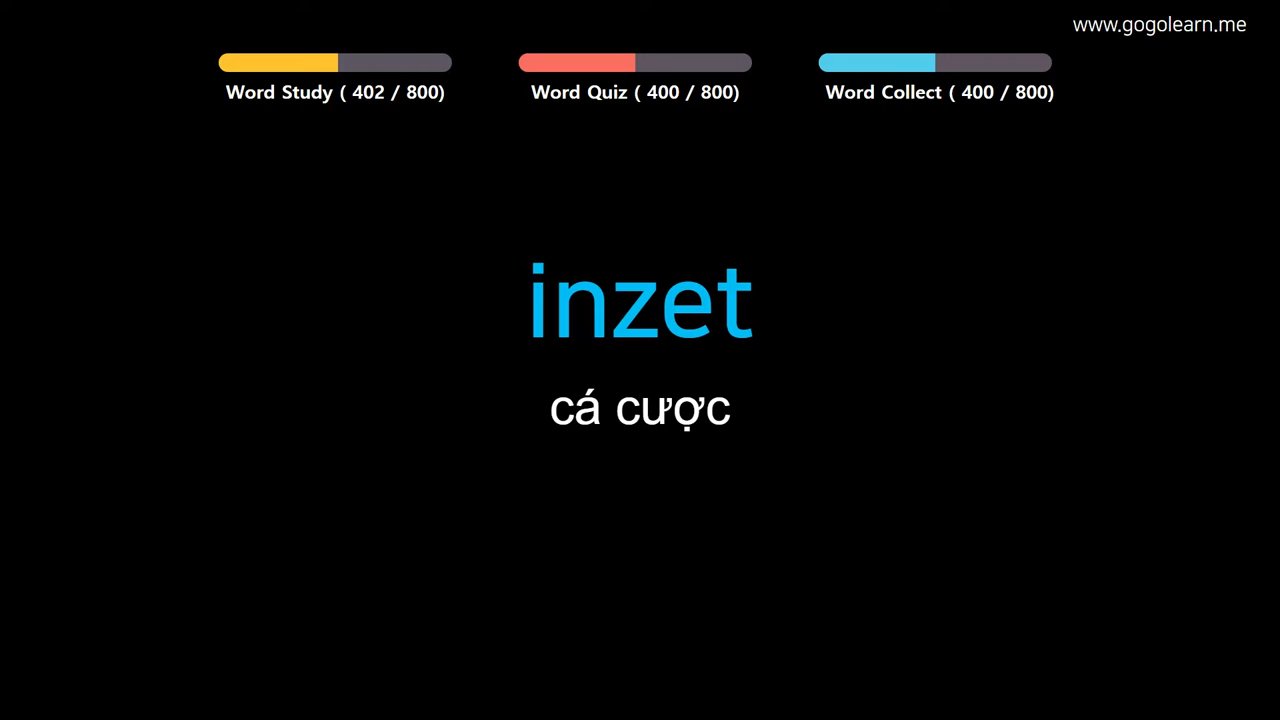 www.gogolearn.me
Word Study ( 402 / 800)
Word Quiz ( 400 / 800)
Word Collect ( 400 / 800)
inzet
cá cược